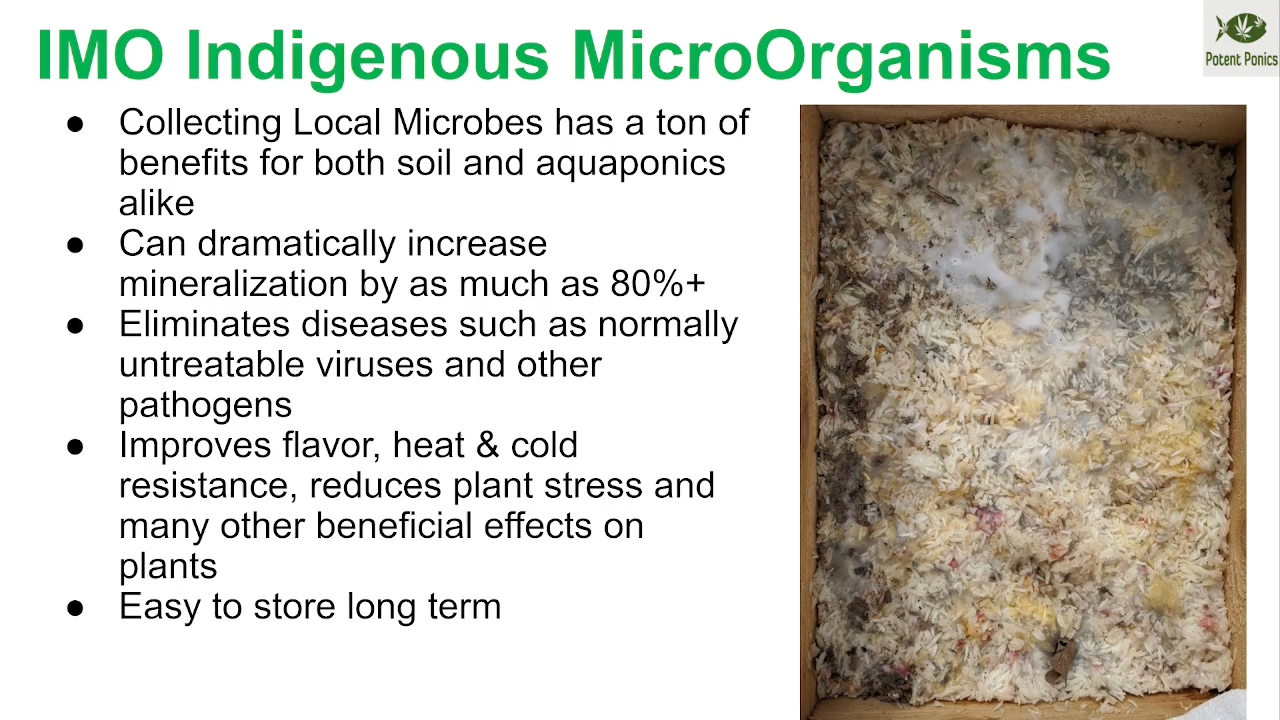 IMO Indigenous MicroOrganisms
Potent Ponics
● Collecting Local Microbes has a ton of
benefits for both soil and aquaponics
alike
● Can dramatically increase
mineralization by as much as 80%+
● Eliminates diseases such as normally
untreatable viruses and other
pathogens
● Improves flavor, heat & cold
resistance, reduces plant stress and
many other beneficial effects on
plants
● Easy to store long term